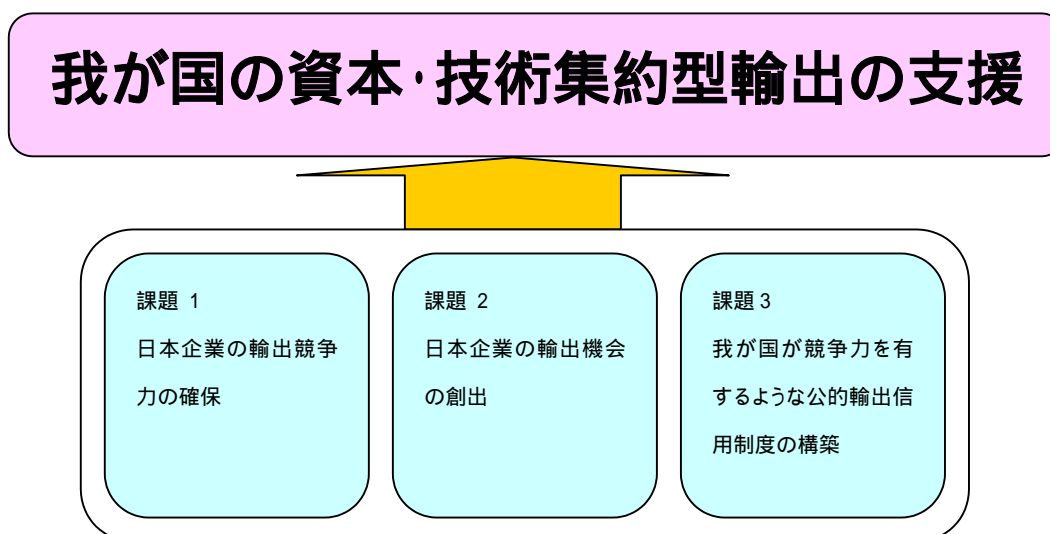 我が国の資本・技術集約型輸出の支援
課題 1
日本企業の輸出競争
力の確保
課題 2
日本企業の輸出機会
の創出
課題 3
我が国が競争力を有
するような公的輸出信
用制度の構築